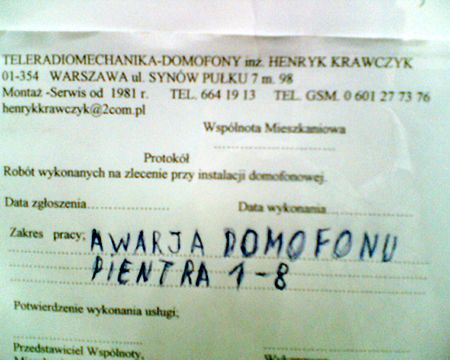 TELERADIOMECHANIKA-DOMOFONY inż. HENRYK KRAWCZYK
01-354 WARSZAWA ul. SYNÓW PUŁKU 7 m. 98
Montaż -Serwis od 1981 r. TEL. 664 19 13 TEL. GSM. 0 601 27 73 76
henrykkrawczyk@2com.pl
Wspólnota Mieszkaniowa
Protokół
Robót wykonanych na zlecenie przy instalacji domofonowej.
Data zgłoszenia Data wykonania
Zakres pracy: AWARJA DOMOFONU
PIENTRA 1-8
Potwierdzenie wykonania usługi;
Przedstawiciel Wspólnoty, Wykonawca